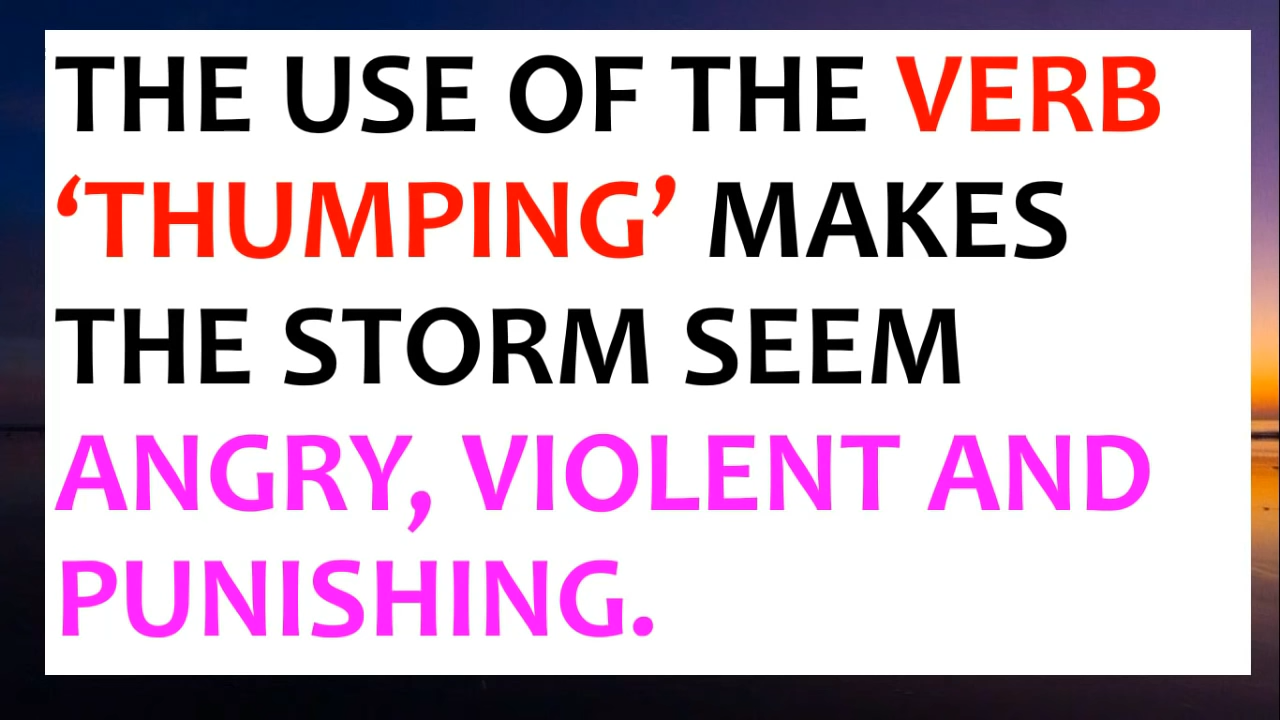 THE USE OF THE VERB
‘THUMPING’ MAKES
THE STORM SEEM
ANGRY, VIOLENT AND
PUNISHING.